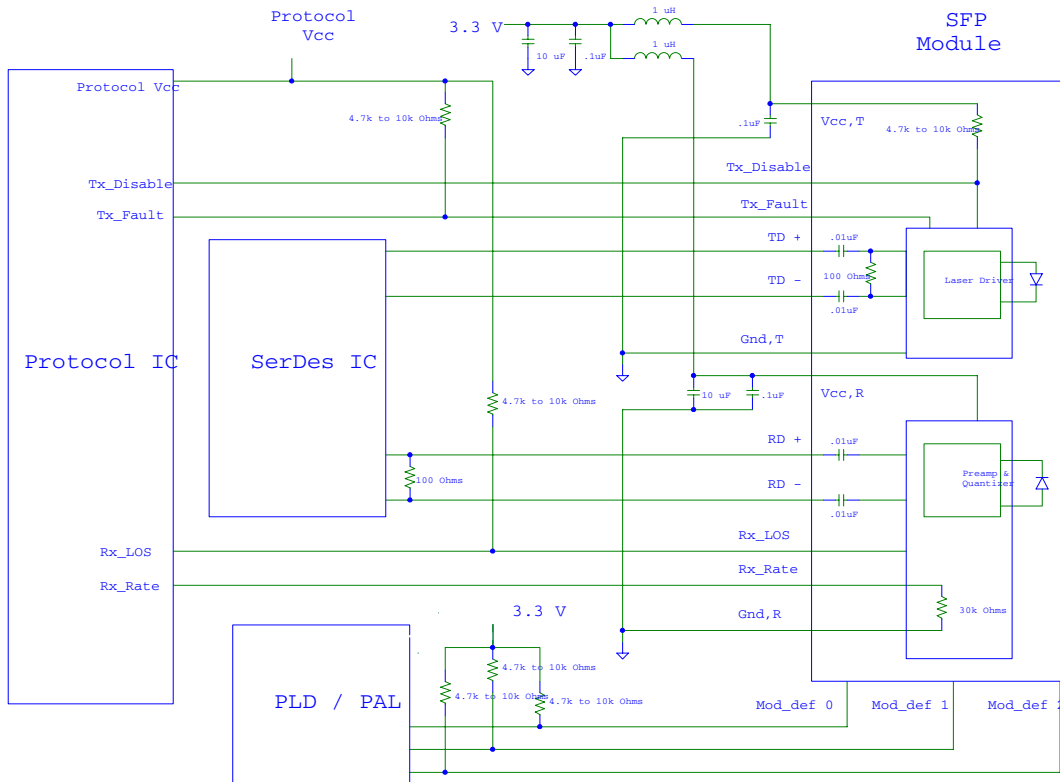 Protocol
Vcc
3.3 V
1 uH
SFP
Module
10 uF
.1uF
1 uH
Protocol Vcc
4.7k to 10k Ohms
.1uF
Vcc,T
4.7k to 10k Ohms
Tx_Disable
Tx_Disable
Tx_Fault
Tx_Fault
TD +
.01uF
TD -
100 Ohms
.01uF
Laser Driver
Gnd,T
Protocol IC
SerDes IC
4.7k to 10k Ohms
10 uF
.1uF
Vcc,R
RD +
.01uF
100 Ohms
RD -
.01uF
Preamp &
Quantizer
Rx_LOS
Rx_LOS
Rx_Rate
Rx_Rate
3.3 V
Gnd,R
30k Ohms
4.7k to 10k Ohms
4.7k to 10k Ohms
4.7k to 10k Ohms
PLD / PAL
Mod_def 0
Mod_def 1
Mod_def 2